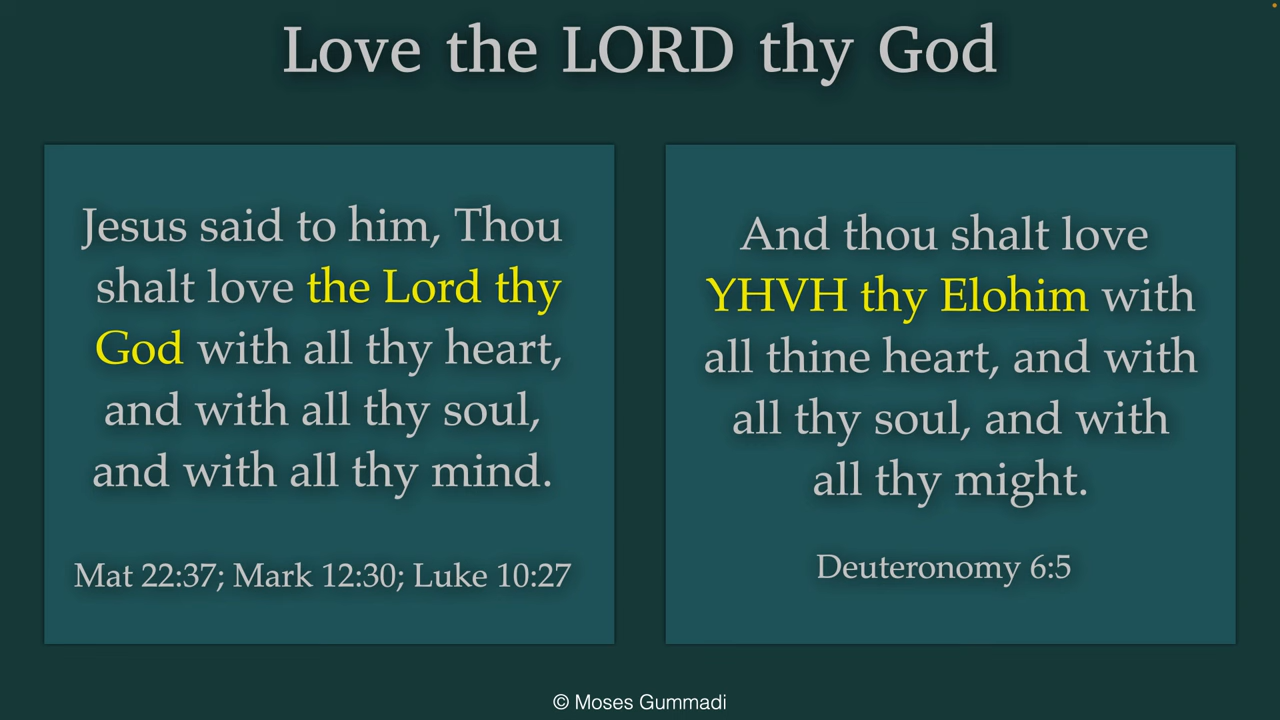 Love the LORD thy God
Jesus said to him, Thou
shalt love the Lord thy
God with all thy heart,
and with all thy soul,
and with all thy mind.
Mat 22:37; Mark 12:30; Luke 10:27
And thou shalt love
YHVH thy Elohim with
all thine heart, and with
all thy soul, and with
all thy might.
Deuteronomy 6:5
© Moses Gummadi